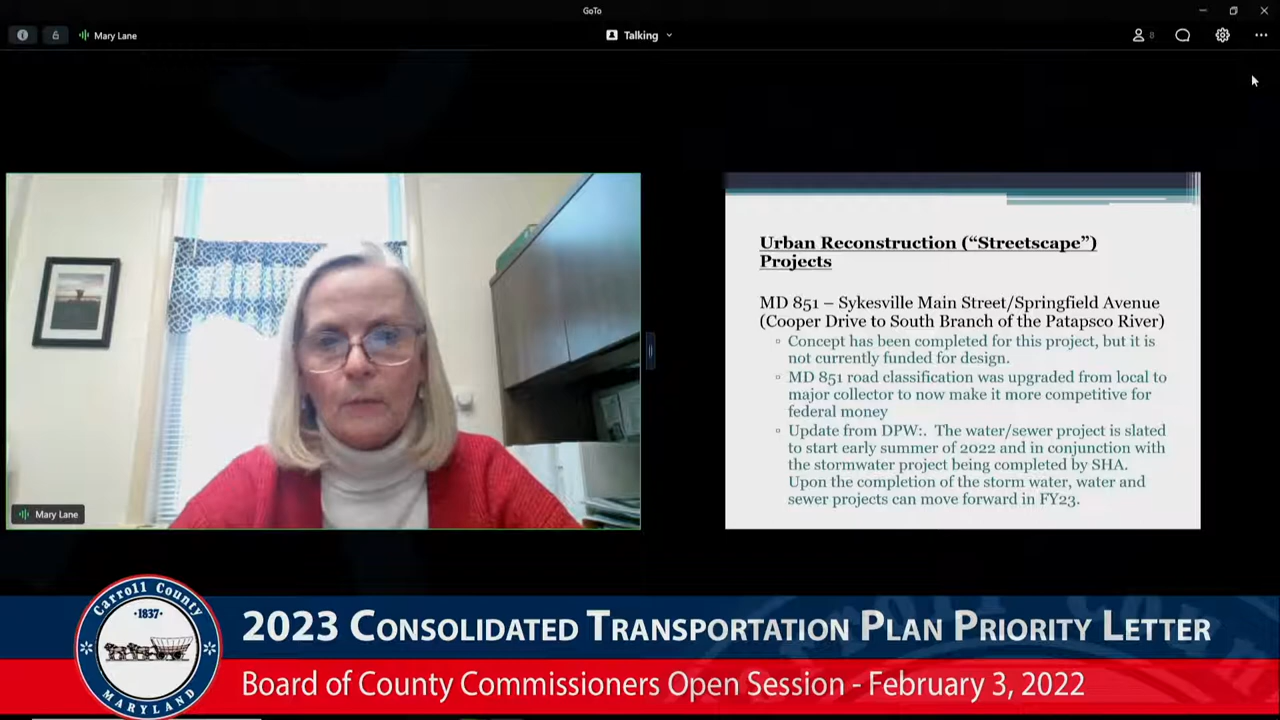 GoTo
Mary Lane
Talking
8
Urban Reconstruction (“Streetscape”)
Projects
MD 851 – Sykesville Main Street/Springfield Avenue
(Cooper Drive to South Branch of the Patapsco River)
Concept has been completed for this project, but it is
not currently funded for design.
MD 851 road classification was upgraded from local to
major collector to now make it more competitive for
federal money
Update from DPW:. The water/sewer project is slated
to start early summer of 2022 and in conjunction with
the stormwater project being completed by SHA.
Upon the completion of the storm water, water and
sewer projects can move forward in FY23.
Mary Lane
Carroll County
·1837·
MARYLAND
2023 CONSOLIDATED TRANSPORTATION PLAN PRIORITY LETTER
Board of County Commissioners Open Session - February 3, 2022